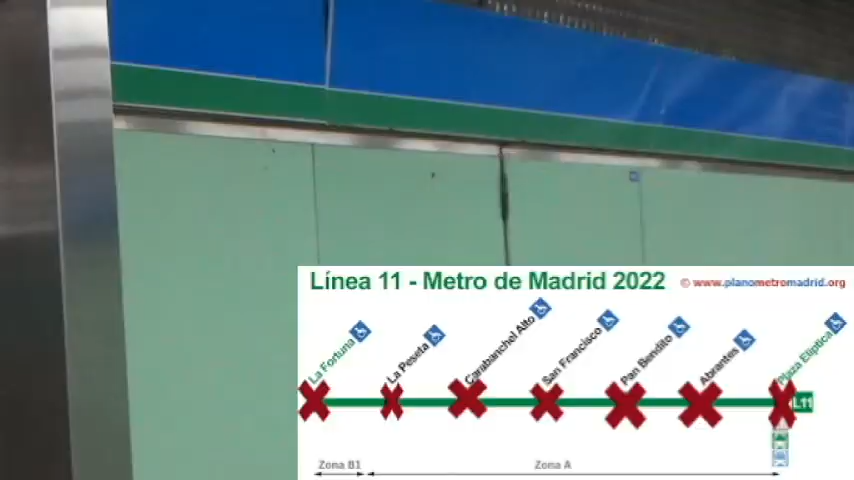 Línea 11 - Metro de Madrid 2022
© www.planometromadrid.org
La Fortuna
La Peseta
Carabanchel Alto
San Francisco
Pan Bendito
Abrantes
Plaza Elíptica
L11
Zona B1
Zona A